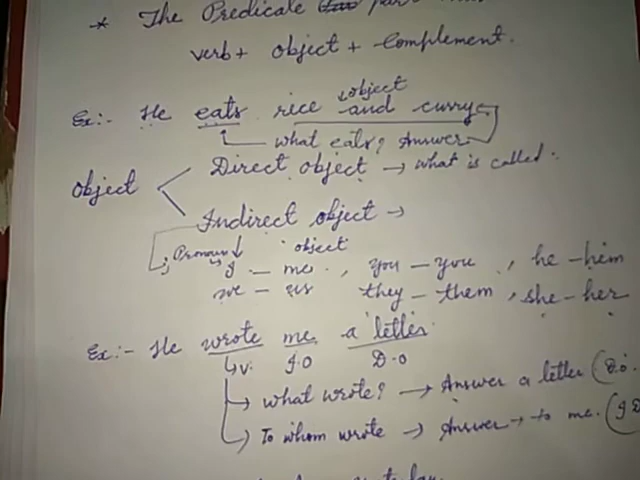 * The Predicate part
verb + object + Complement.
object
Ex:- He eats rice and curry
what eats? Answer
Direct object → what is called.
object
Indirect object →
Pronoun object
I – me , you – you , he – him
we – us they – them , she – her
Ex:- He wrote me a letter
v. I.O D.O
what wrote? → Answer a letter (D.O.
To whom wrote → Answer → to me. (I.O